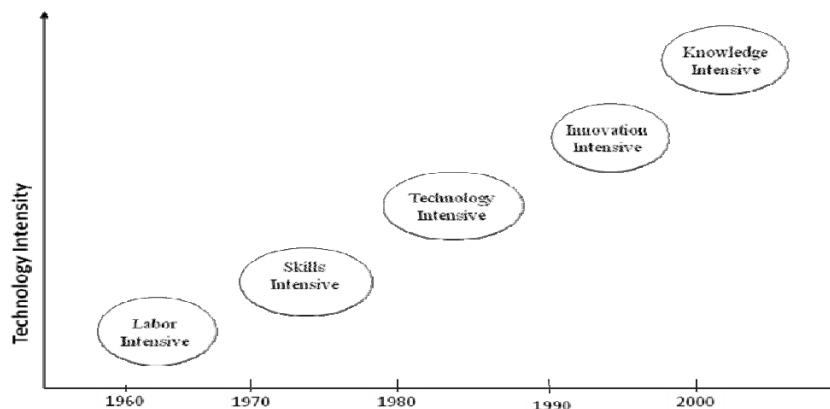 Knowledge
Intensive
Innovation
Intensive
Technology
Intensive
Skills
Intensive
Labor
Intensive
Technology Intensity
1960 1970 1980 1990 2000